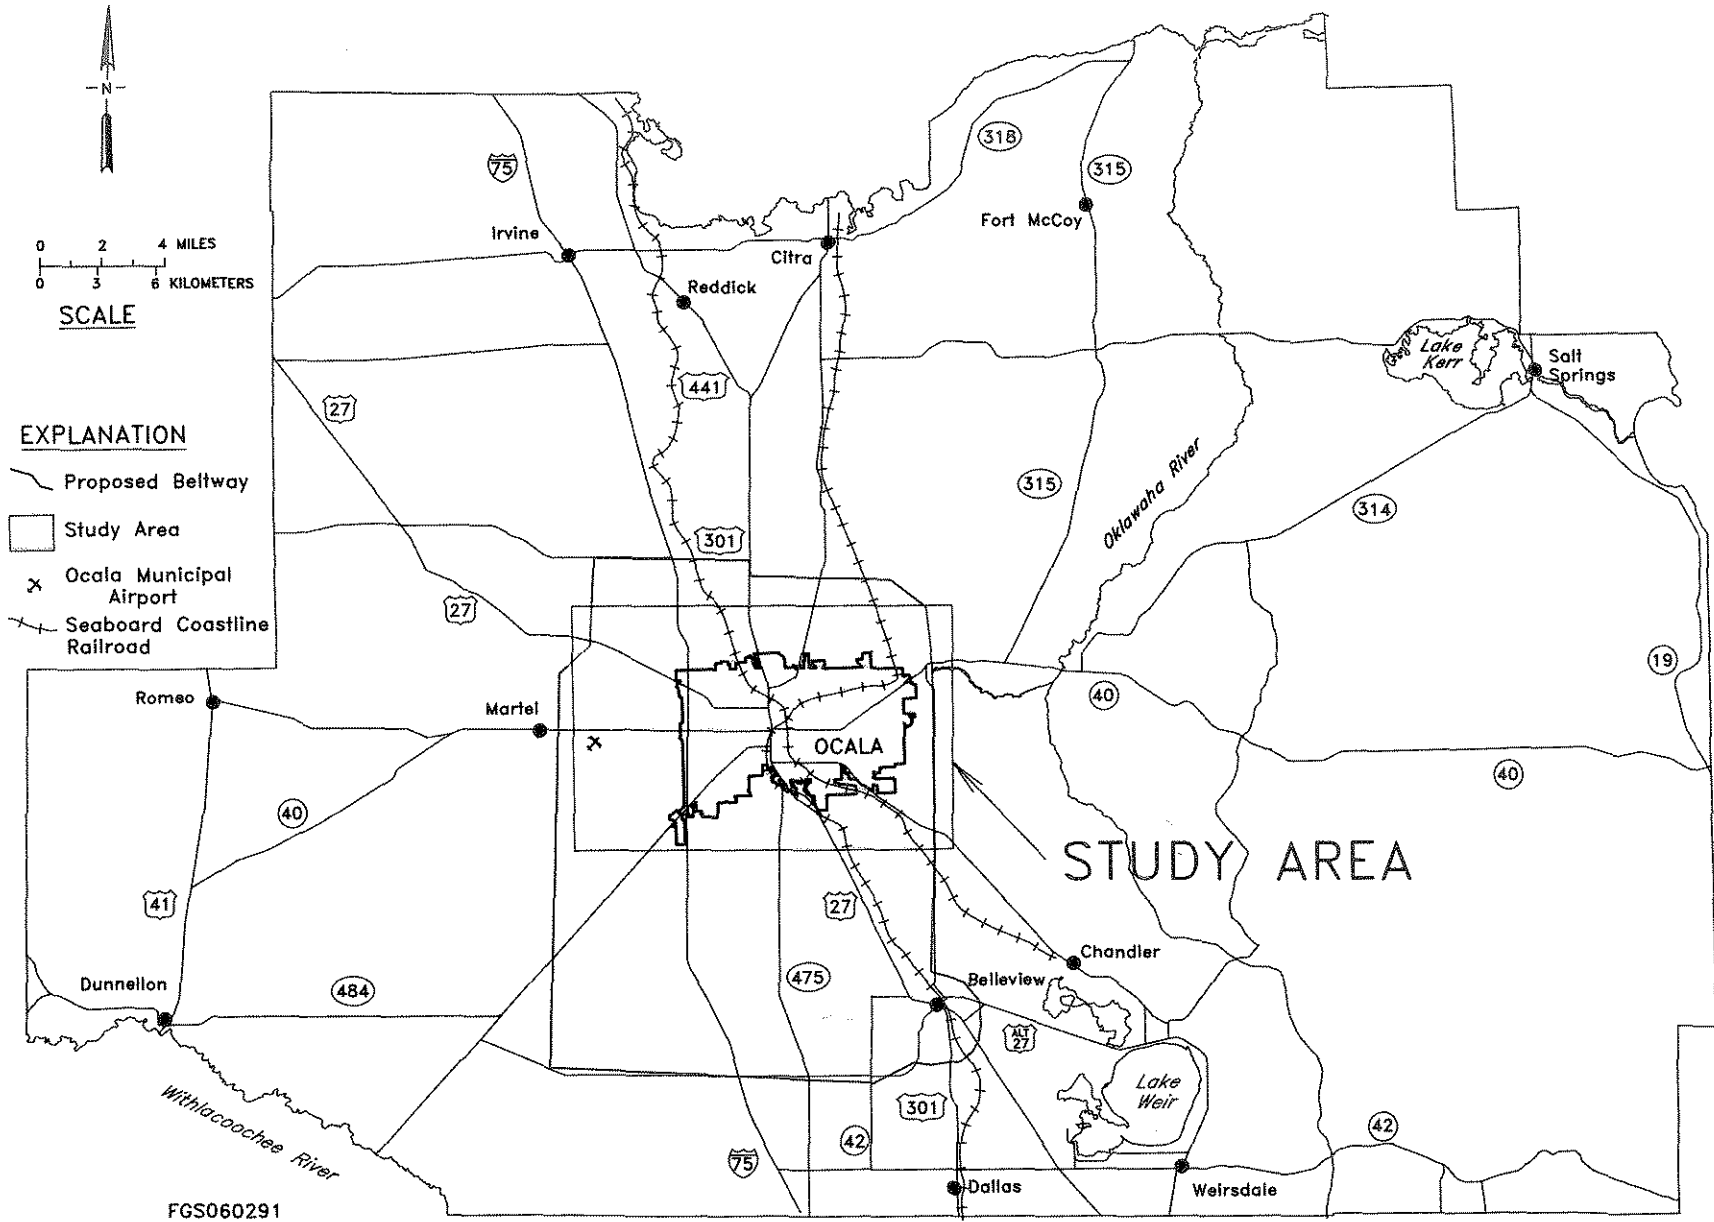 N
0 2 4 MILES
0 3 6 KILOMETERS
SCALE
EXPLANATION
Proposed Beltway
Study Area
Ocala Municipal
Airport
Seaboard Coastline
Railroad
75
318
315
Fort McCoy
Irvine
Citra
Reddick
441
27
Lake
Kerr
Salt
Springs
315
Oklawaha River
314
301
27
19
Romeo
Martel
40
OCALA
40
40
STUDY AREA
41
27
Dunnellon
484
475
Belleview
Chandler
ALT
27
Withlacoochee River
301
Lake
Weir
42
42
75
Dallas
Weirsdale
FGS060291